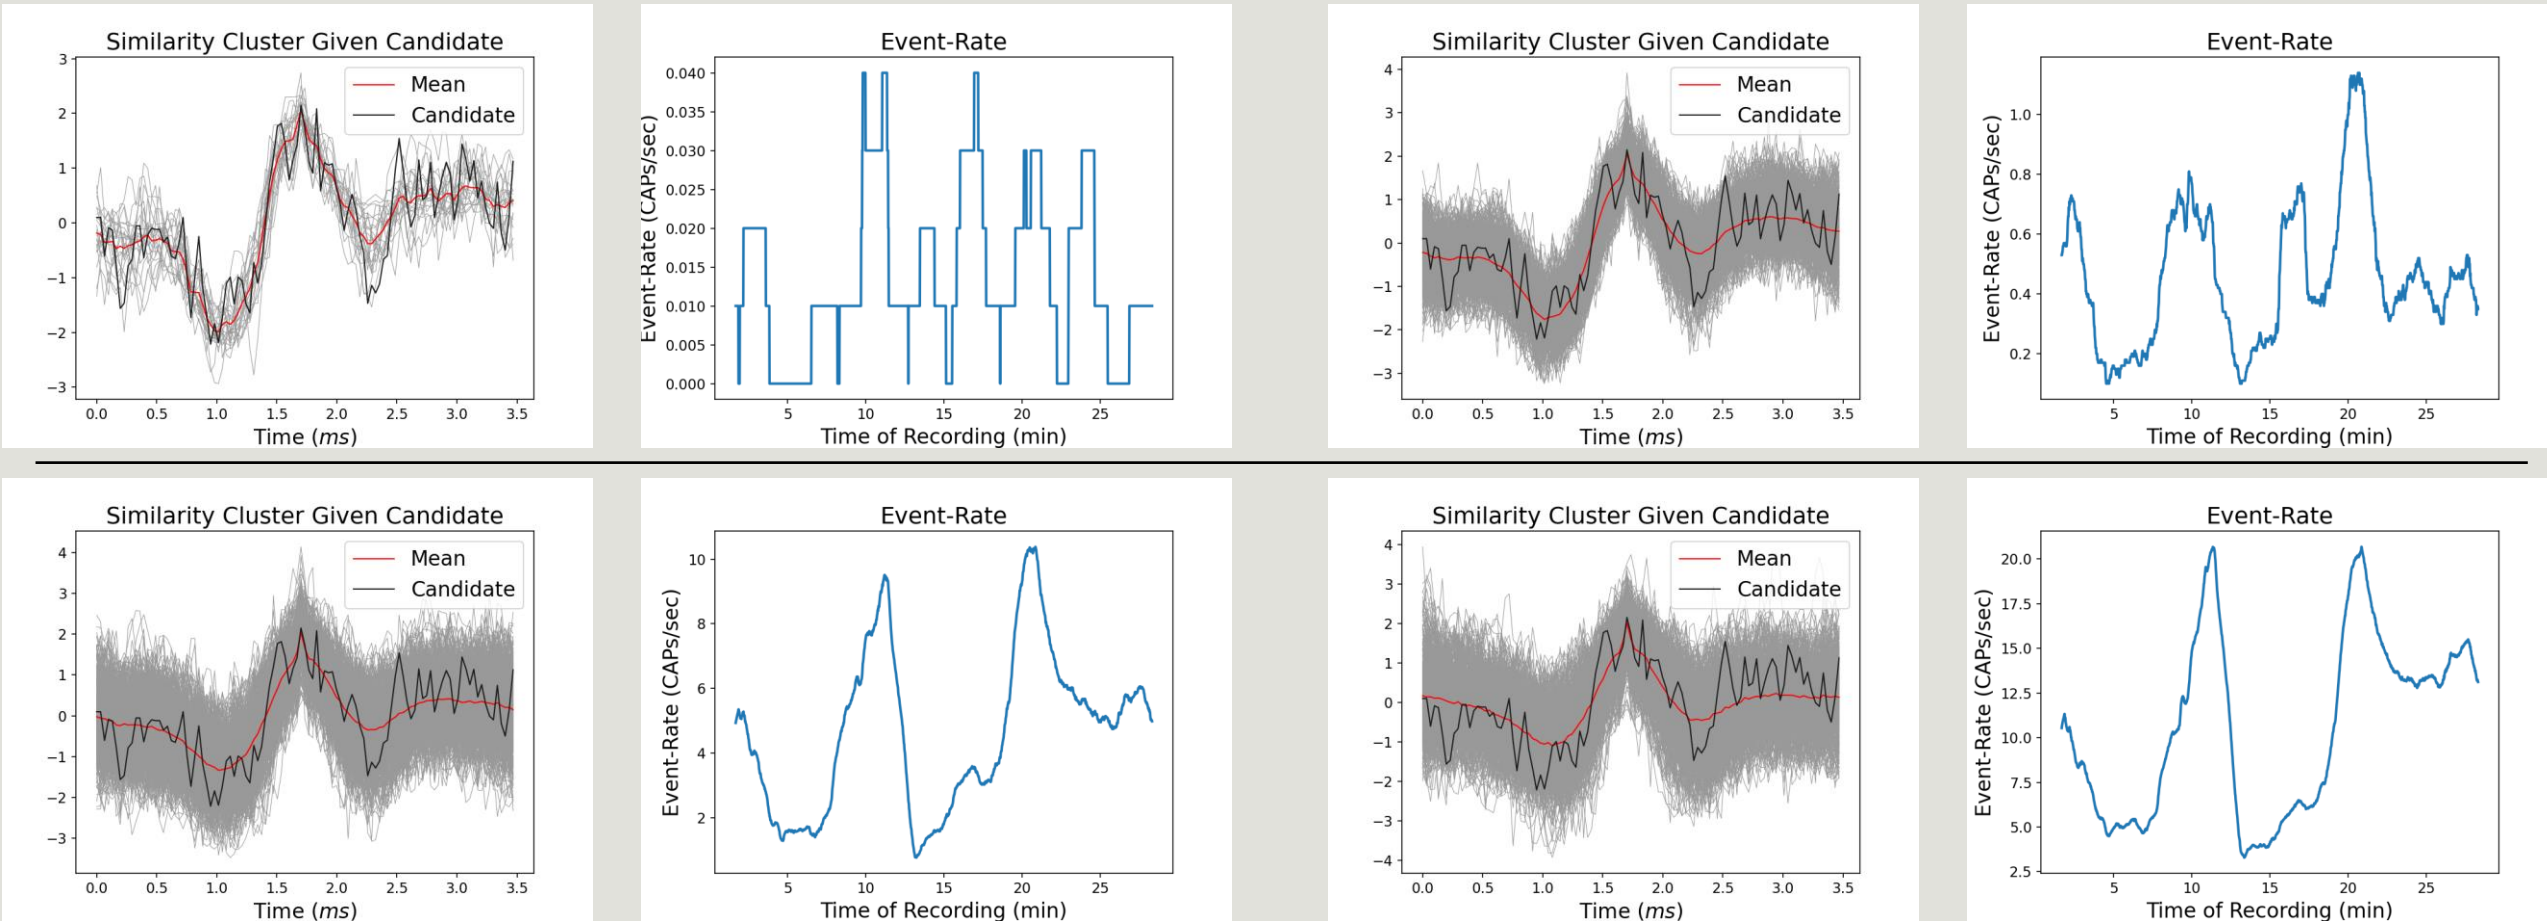 Similarity Cluster Given Candidate
3
2
1
0
−1
−2
−3
Mean
Candidate
0.0 0.5 1.0 1.5 2.0 2.5 3.0 3.5
Time (ms)
Event-Rate
Event-Rate (CAPs/sec)
0.040
0.035
0.030
0.025
0.020
0.015
0.010
0.005
0.000
5 10 15 20 25
Time of Recording (min)
Similarity Cluster Given Candidate
4
3
2
1
0
−1
−2
−3
Mean
Candidate
0.0 0.5 1.0 1.5 2.0 2.5 3.0 3.5
Time (ms)
Event-Rate
Event-Rate (CAPs/sec)
1.0
0.8
0.6
0.4
0.2
5 10 15 20 25
Time of Recording (min)
Similarity Cluster Given Candidate
4
3
2
1
0
−1
−2
−3
Mean
Candidate
0.0 0.5 1.0 1.5 2.0 2.5 3.0 3.5
Time (ms)
Event-Rate
Event-Rate (CAPs/sec)
10
8
6
4
2
5 10 15 20 25
Time of Recording (min)
Similarity Cluster Given Candidate
4
3
2
1
0
−1
−2
−3
−4
Mean
Candidate
0.0 0.5 1.0 1.5 2.0 2.5 3.0 3.5
Time (ms)
Event-Rate
Event-Rate (CAPs/sec)
20.0
17.5
15.0
12.5
10.0
7.5
5.0
2.5
5 10 15 20 25
Time of Recording (min)